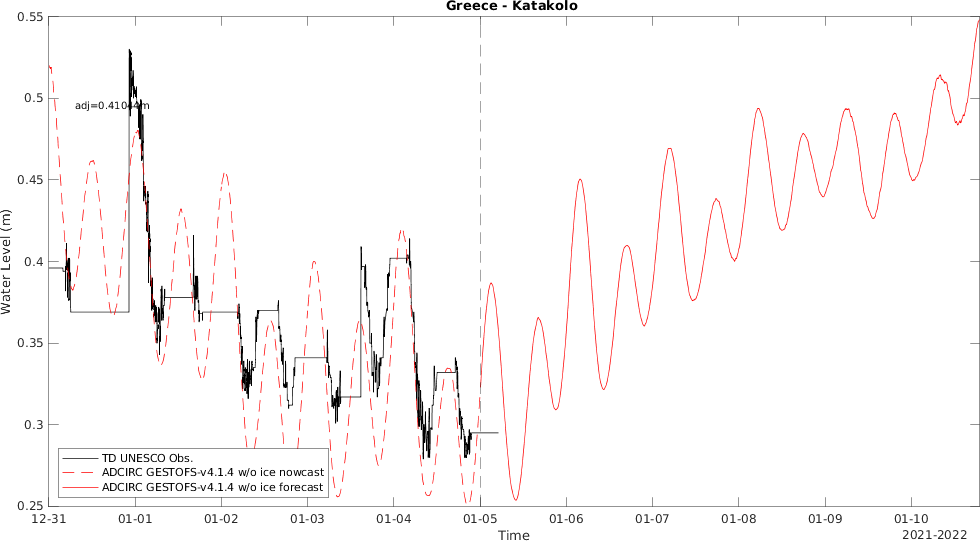 Greece - Katakolo
0.55
0.5
0.45
0.4
0.35
0.3
0.25
Water Level (m)
adj=0.41044m
TD UNESCO Obs.
ADCIRC GESTOFS-v4.1.4 w/o ice nowcast
ADCIRC GESTOFS-v4.1.4 w/o ice forecast
12-31 01-01 01-02 01-03 01-04 01-05 01-06 01-07 01-08 01-09 01-10
Time
2021-2022